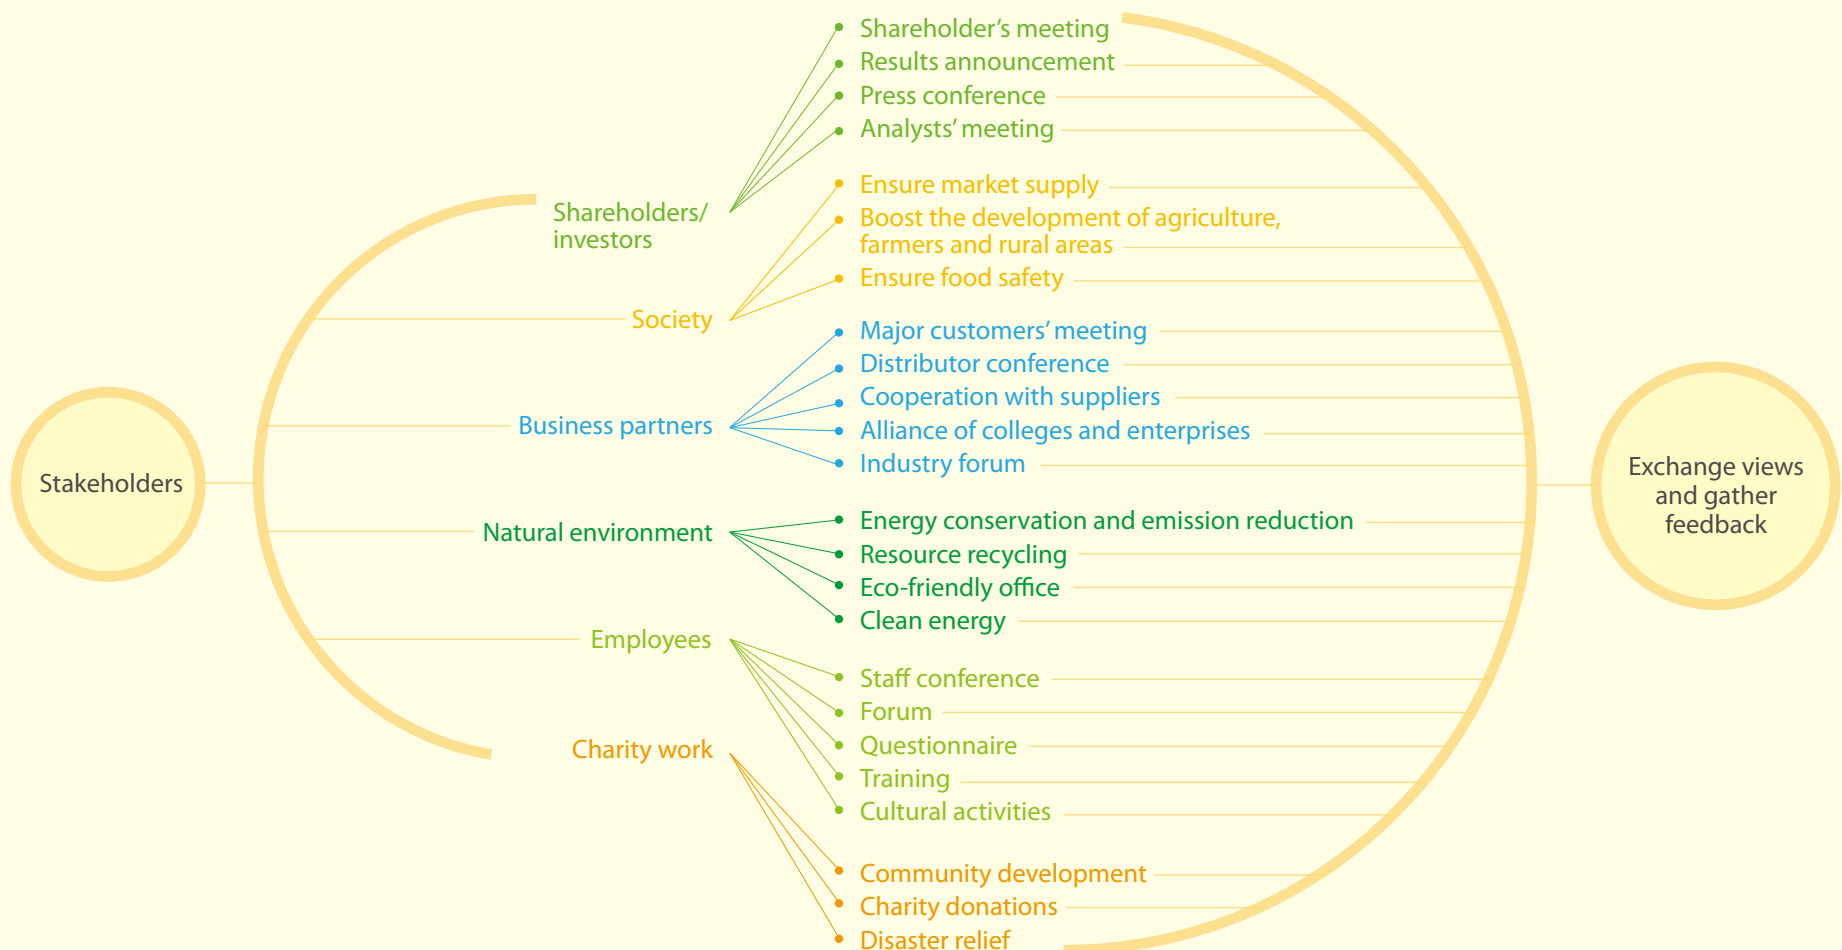 Stakeholders
Shareholders/
investors
Shareholder’s meeting
Results announcement
Press conference
Analysts’ meeting
Society
Ensure market supply
Boost the development of agriculture,
farmers and rural areas
Ensure food safety
Business partners
Major customers’ meeting
Distributor conference
Cooperation with suppliers
Alliance of colleges and enterprises
Industry forum
Natural environment
Energy conservation and emission reduction
Resource recycling
Eco-friendly office
Clean energy
Employees
Staff conference
Forum
Questionnaire
Training
Cultural activities
Charity work
Community development
Charity donations
Disaster relief
Exchange views
and gather
feedback